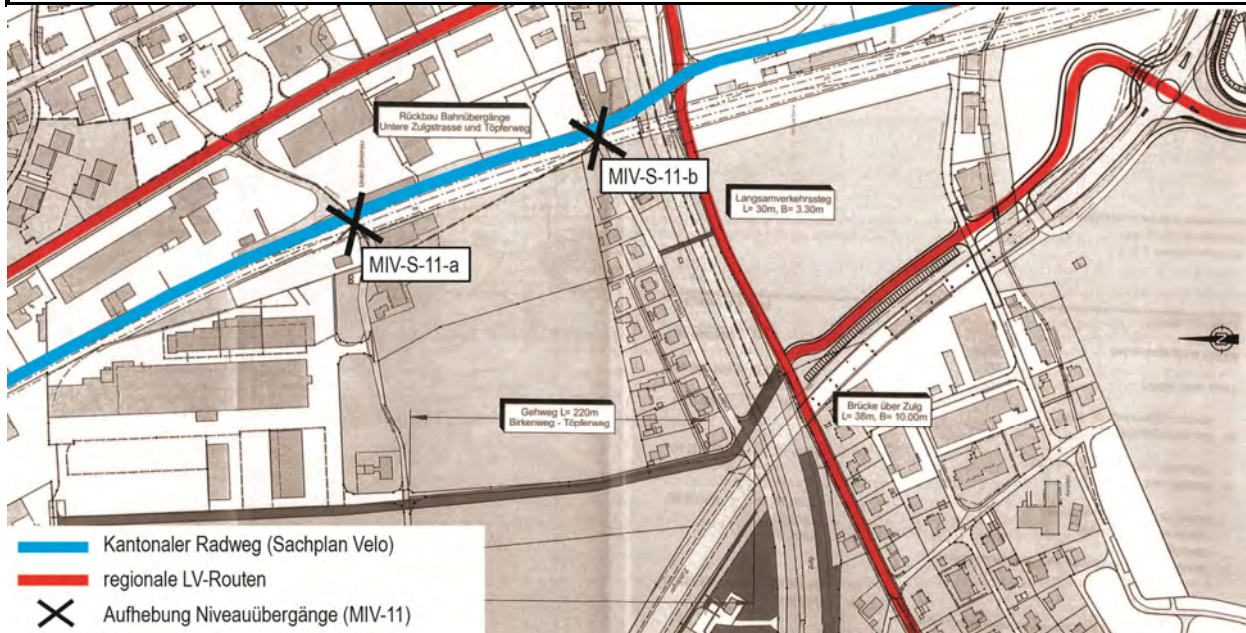 Rückbau Bahnübergänge
Untere Zulgstrasse und Töpferweg
MIV-S-11-b
MIV-S-11-a
Langsamverkehrssteg
L= 30m, B= 3.30m
Gehweg L= 220m
Birkenweg - Töpferweg
Brücke über Zulg
L= 38m, B= 10.00m
N
Kantonaler Radweg (Sachplan Velo)
regionale LV-Routen
Aufhebung Niveauübergänge (MIV-11)